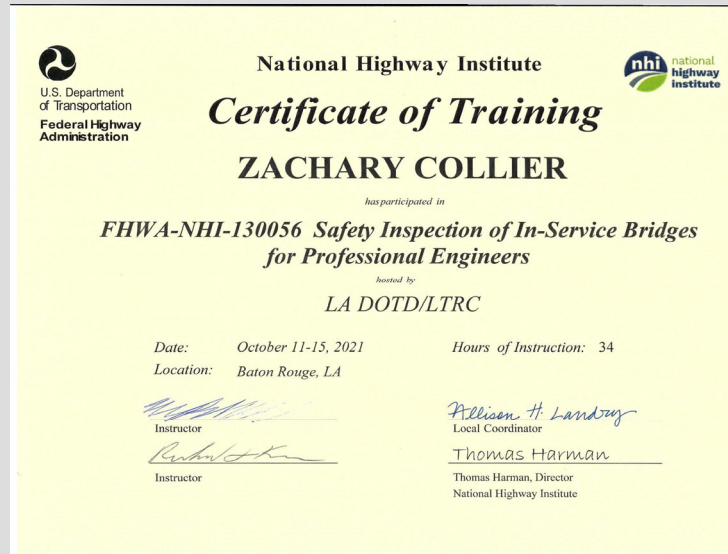 U.S. Department
of Transportation
Federal Highway
Administration
National Highway Institute
nhi national
highway
institute
Certificate of Training
ZACHARY COLLIER
has participated in
FHWA-NHI-130056 Safety Inspection of In-Service Bridges
for Professional Engineers
hosted by
LA DOTD/LTRC
Date: October 11-15, 2021
Hours of Instruction: 34
Location: Baton Rouge, LA
Allison H. Landry
Instructor
Local Coordinator
Thomas Harman
Instructor
Thomas Harman, Director
National Highway Institute